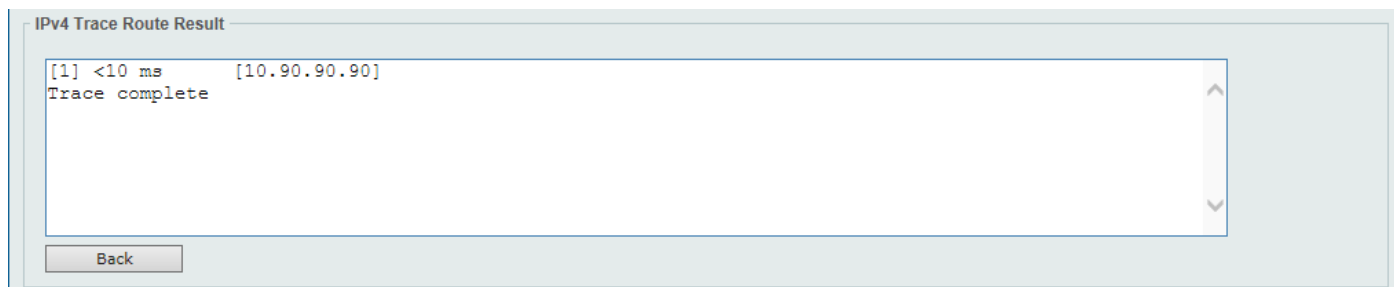 IPv4 Trace Route Result
[1] <10 ms [10.90.90.90]
Trace complete
Back